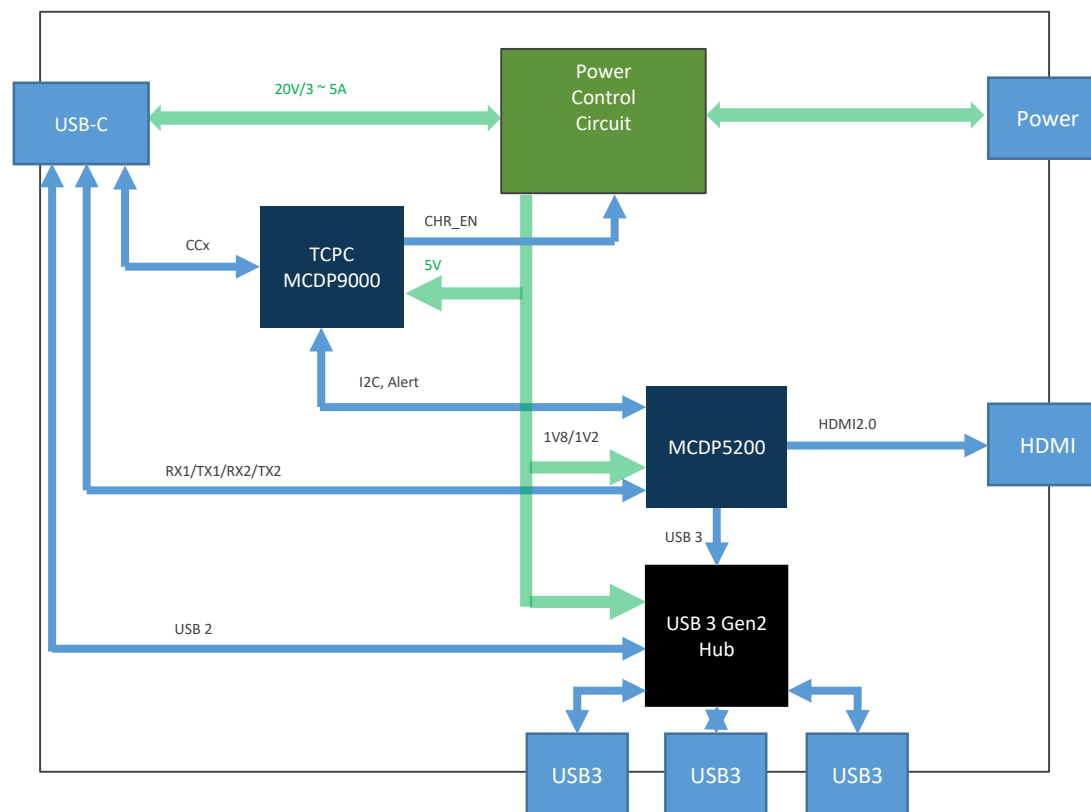 Power
Control
Circuit
20V/3 ~ 5A
USB-C
Power
CHR_EN
CCx
TCPC
MCDP9000
5V
I2C, Alert
HDMI2.0
1V8/1V2
MCDP5200
HDMI
RX1/TX1/RX2/TX2
USB 3
USB 3 Gen2
Hub
USB 2
USB3
USB3
USB3